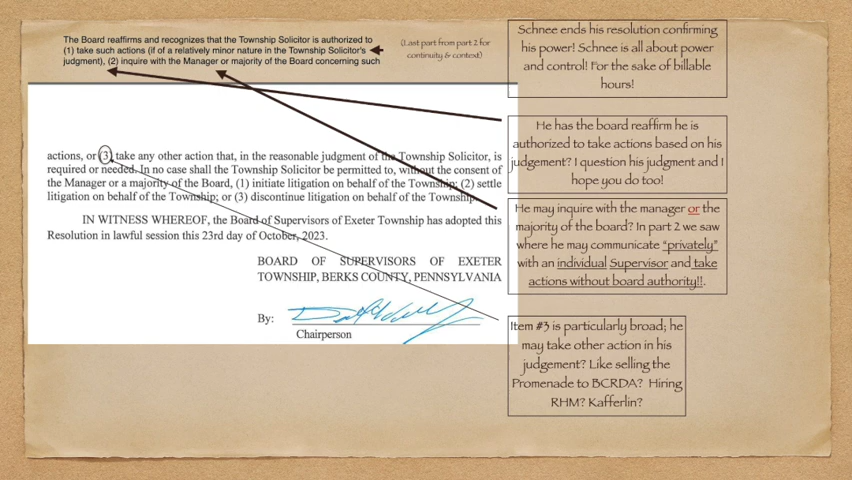 The Board reaffirms and recognizes that the Township Solicitor is authorized to
(1) take such actions (if of a relatively minor nature in the Township Solicitor's
judgment), (2) inquire with the Manager or majority of the Board concerning such
(Last part from part 2 for
continuity & context)
actions, or (3) take any other action that, in the reasonable judgment of the Township Solicitor, is
required or needed. In no case shall the Township Solicitor be permitted to, without the consent of
the Manager or a majority of the Board, (1) initiate litigation on behalf of the Township; (2) settle
litigation on behalf of the Township; or (3) discontinue litigation on behalf of the Township.
IN WITNESS WHEREOF, the Board of Supervisors of Exeter Township has adopted this
Resolution in lawful session this 23rd day of October, 2023.
BOARD OF SUPERVISORS OF EXETER
TOWNSHIP, BERKS COUNTY, PENNSYLVANIA
By:
Chairperson
Schnee ends his resolution confirming
his power! Schnee is all about power
and control! For the sake of billable
hours!
He has the board reaffirm he is
authorized to take actions based on his
judgement? I question his judgment and I
hope you do too!
He may inquire with the manager or the
majority of the board? In part 2 we saw
where he may communicate "privately"
with an individual Supervisor and take
actions without board authority!!.
Item #3 is particularly broad; he
may take other action in his
judgement? Like selling the
Promenade to BCRDA? Hiring
RHM? Kafferlin?